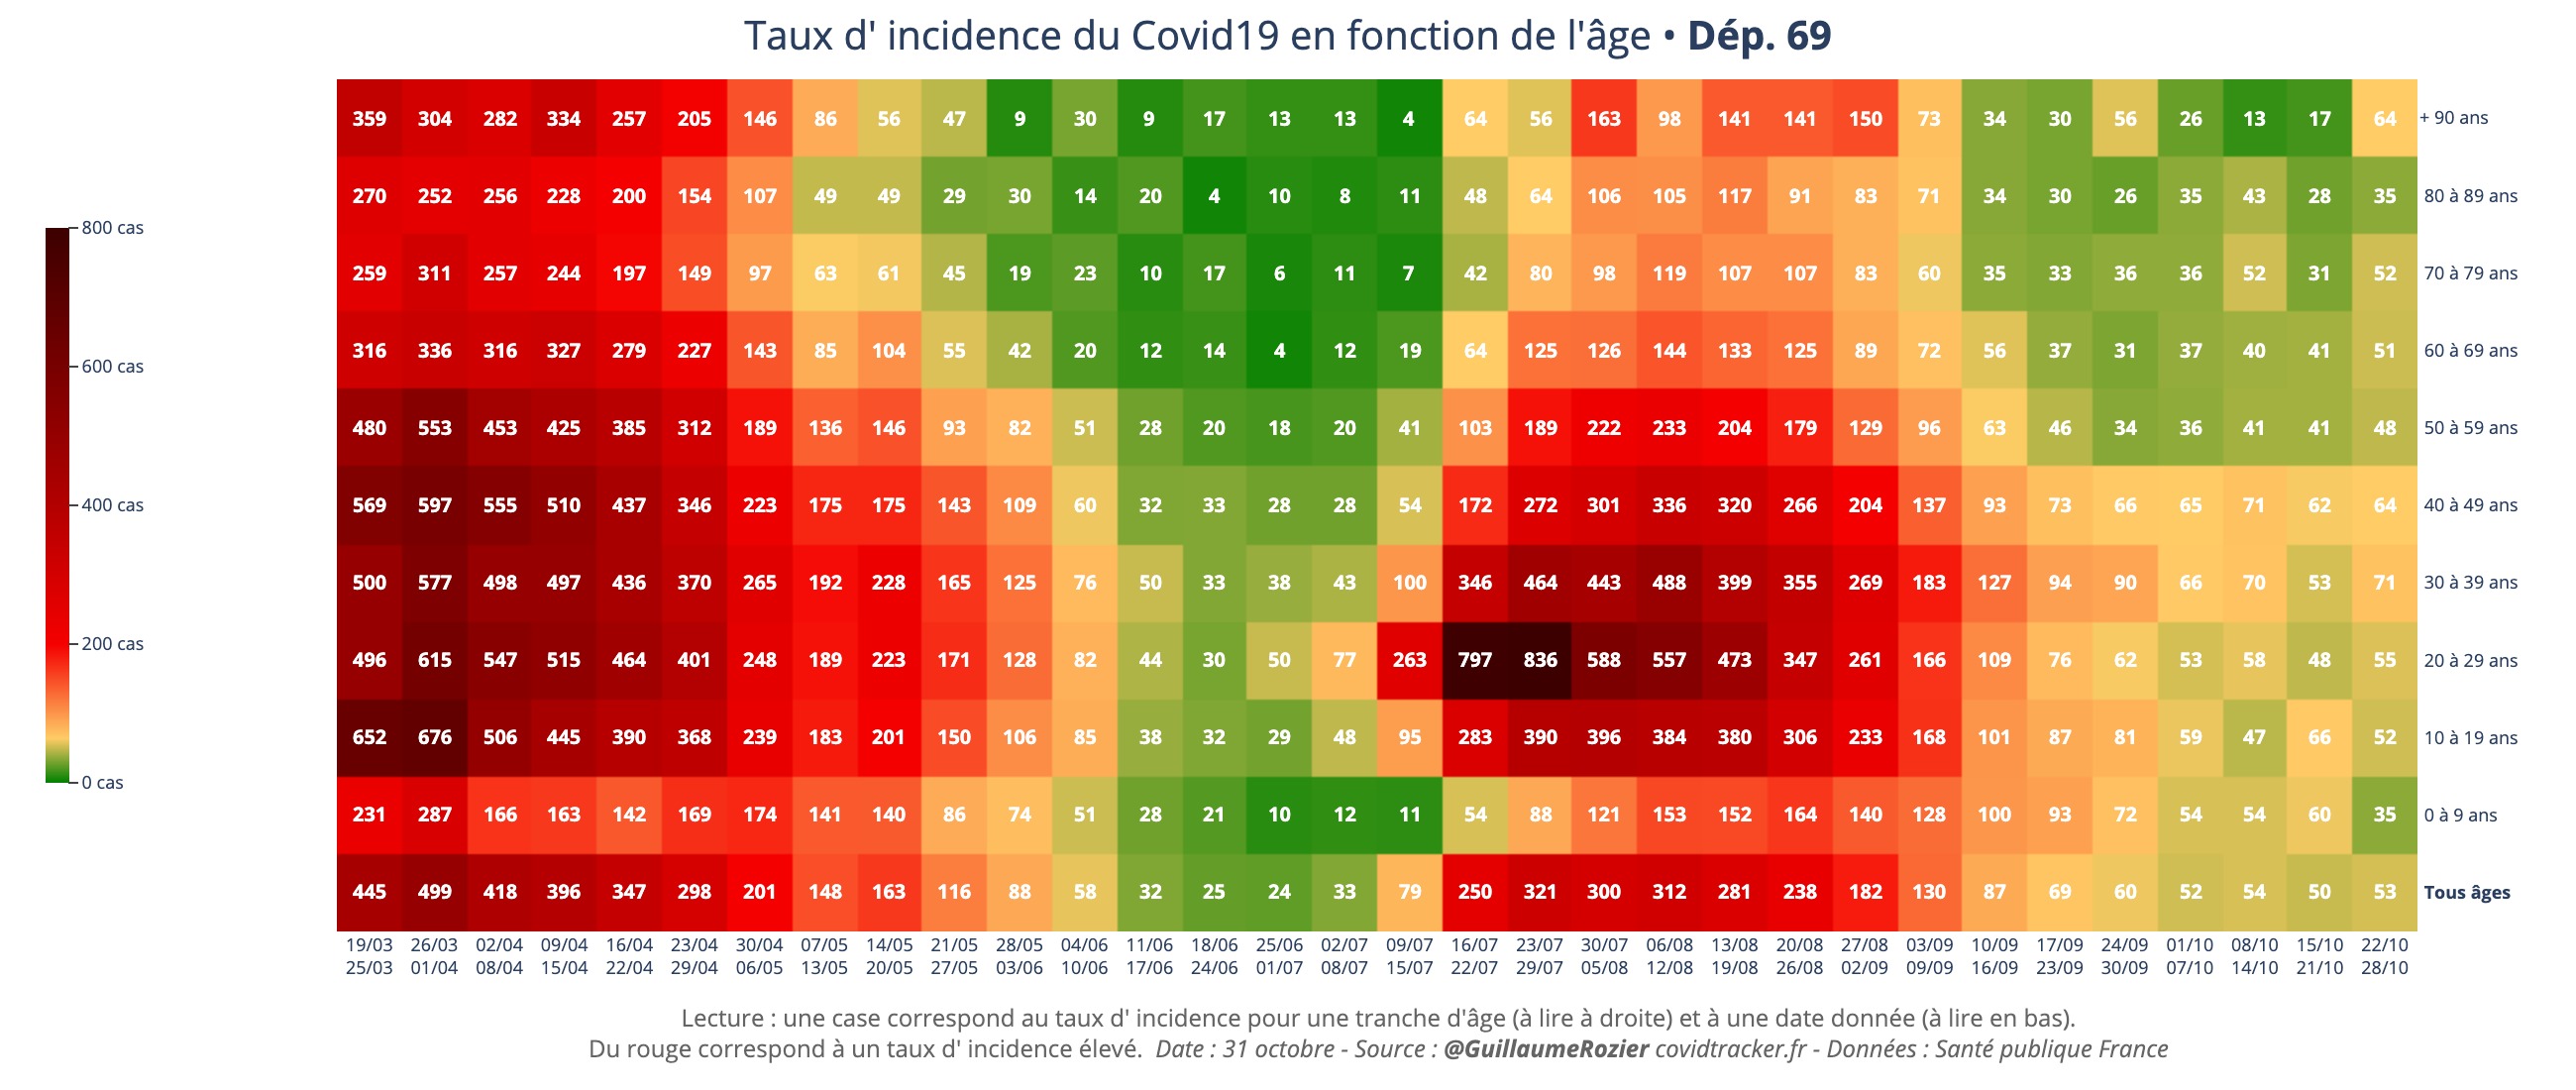 Taux d' incidence du Covid19 en fonction de l'âge • Dép. 69
800 cas
600 cas
400 cas
200 cas
0 cas
359 304 282 334 257 205 146 86 56 47 9 30 9 17 13 13 4 64 56 163 98 141 141 150 73 34 30 56 26 13 17 64 + 90 ans
270 252 256 228 200 154 107 49 49 29 30 14 20 4 10 8 11 48 64 106 105 117 91 83 71 34 30 26 35 43 28 35 80 à 89 ans
259 311 257 244 197 149 97 63 61 45 19 23 10 17 6 11 7 42 80 98 119 107 107 83 60 35 33 36 36 52 31 52 70 à 79 ans
316 336 316 327 279 227 143 85 104 55 42 20 12 14 4 12 19 64 125 126 144 133 125 89 72 56 37 31 37 40 41 51 60 à 69 ans
480 553 453 425 385 312 189 136 146 93 82 51 28 20 18 20 41 103 189 222 233 204 179 129 96 63 46 34 36 41 41 48 50 à 59 ans
569 597 555 510 437 346 223 175 175 143 109 60 32 33 28 28 54 172 272 301 336 320 266 204 137 93 73 66 65 71 62 64 40 à 49 ans
500 577 498 497 436 370 265 192 228 165 125 76 50 33 38 43 100 346 464 443 488 399 355 269 183 127 94 90 66 70 53 71 30 à 39 ans
496 615 547 515 464 401 248 189 223 171 128 82 44 30 50 77 263 797 836 588 557 473 347 261 166 109 76 62 53 58 48 55 20 à 29 ans
652 676 506 445 390 368 239 183 201 150 106 85 38 32 29 48 95 283 390 396 384 380 306 233 168 101 87 81 59 47 66 52 10 à 19 ans
231 287 166 163 142 169 174 141 140 86 74 51 28 21 10 12 11 54 88 121 153 152 164 140 128 100 93 72 54 54 60 35 0 à 9 ans
445 499 418 396 347 298 201 148 163 116 88 58 32 25 24 33 79 250 321 300 312 281 238 182 130 87 69 60 52 54 50 53 Tous âges
19/03 26/03 02/04 09/04 16/04 23/04 30/04 07/05 14/05 21/05 28/05 04/06 11/06 18/06 25/06 02/07 09/07 16/07 23/07 30/07 06/08 13/08 20/08 27/08 03/09 10/09 17/09 24/09 01/10 08/10 15/10 22/10
25/03 01/04 08/04 15/04 22/04 29/04 06/05 13/05 20/05 27/05 03/06 10/06 17/06 24/06 01/07 08/07 15/07 22/07 29/07 05/08 12/08 19/08 26/08 02/09 09/09 16/09 23/09 30/09 07/10 14/10 21/10 28/10
Lecture : une case correspond au taux d' incidence pour une tranche d'âge (à lire à droite) et à une date donnée (à lire en bas).
Du rouge correspond à un taux d' incidence élevé. Date : 31 octobre - Source : @GuillaumeRozier covidtracker.fr - Données : Santé publique France